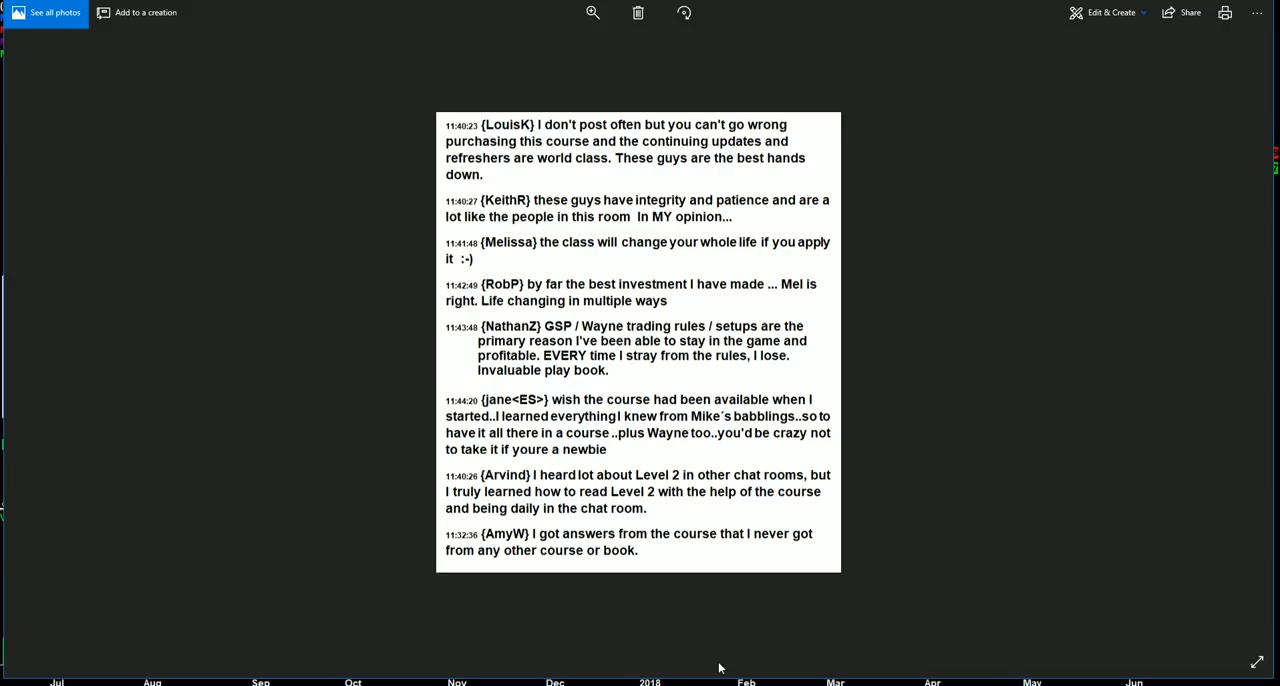 See all photos
Add to a creation
Edit & Create
Share
11:40:23 {LouisK} I don't post often but you can't go wrong
purchasing this course and the continuing updates and
refreshers are world class. These guys are the best hands
down.
11:40:27 {KeithR} these guys have integrity and patience and are a
lot like the people in this room In MY opinion...
11:41:48 {Melissa} the class will change your whole life if you apply
it :-)
11:42:49 {RobP} by far the best investment I have made ... Mel is
right. Life changing in multiple ways
11:43:48 {NathanZ} GSP / Wayne trading rules / setups are the
primary reason I've been able to stay in the game and
profitable. EVERY time I stray from the rules, I lose.
Invaluable play book.
11:44:20 {jane<ES>} wish the course had been available when I
started..I learned everything I knew from Mike´s babblings..so to
have it all there in a course ..plus Wayne too..you'd be crazy not
to take it if youre a newbie
11:40:26 {Arvind} I heard lot about Level 2 in other chat rooms, but
I truly learned how to read Level 2 with the help of the course
and being daily in the chat room.
11:32:36 {AmyW} I got answers from the course that I never got
from any other course or book.
Jul Aug Sep Oct Nov Dec 2018 Feb Mar Apr May Jun